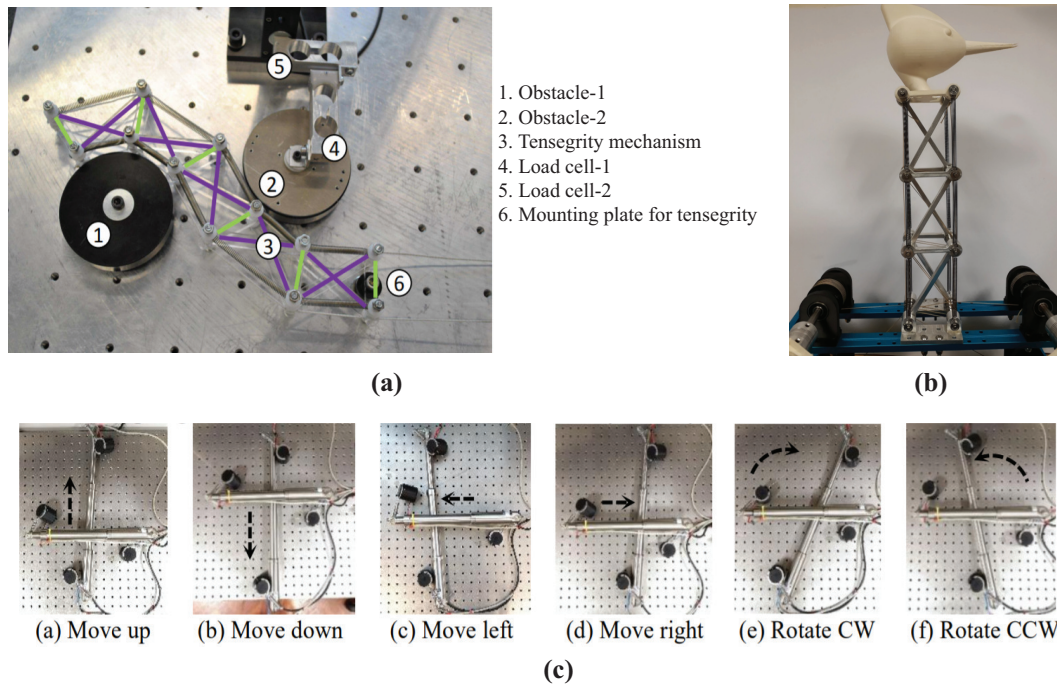 5
4
2
3
1
6
1. Obstacle-1
2. Obstacle-2
3. Tensegrity mechanism
4. Load cell-1
5. Load cell-2
6. Mounting plate for tensegrity
(a)
(b)
(a) Move up
(b) Move down
(c) Move left
(d) Move right
(e) Rotate CW
(f) Rotate CCW
(c)